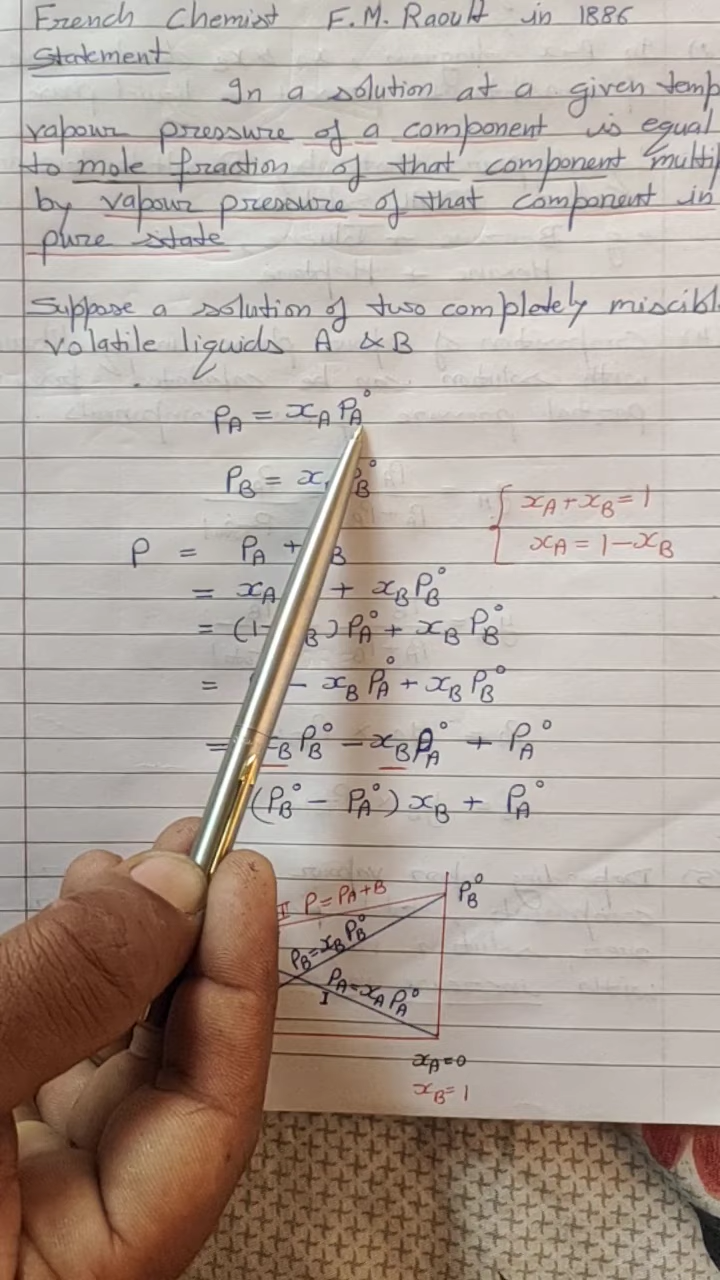 French Chemist F.M. Raoult in 1886
Statement
In a solution at a given temp
vapour pressure of a component is equal
to mole fraction of that component multip
by vapour pressure of that component in
pure state
Suppose a solution of two completely miscibl
volatile liquids A & B
PA = xA PA°
PB = x PB°
xA + xB = 1
xA = 1 - xB
P = PA + B
= xA + xB PB°
= (1- B) PA° + xB PB°
= - xB PA° + xB PB°
= B PB° - xB PA° + PA°
(PB° - PA°) xB + PA°
II P = PA+B
PB°
PB = xB PB°
PA = xA PA°
I
xA = 0
xB = 1